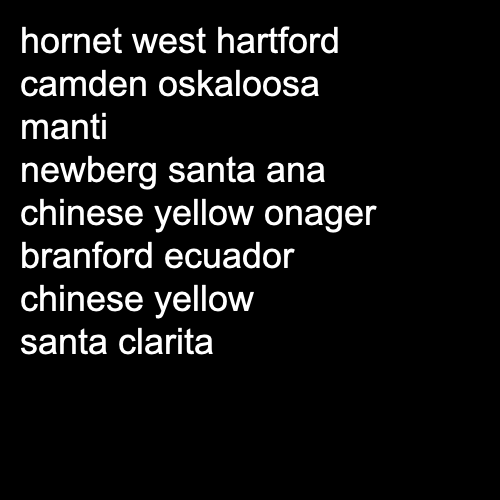 hornet west hartford
camden oskaloosa
manti
newberg santa ana
chinese yellow onager
branford ecuador
chinese yellow
santa clarita